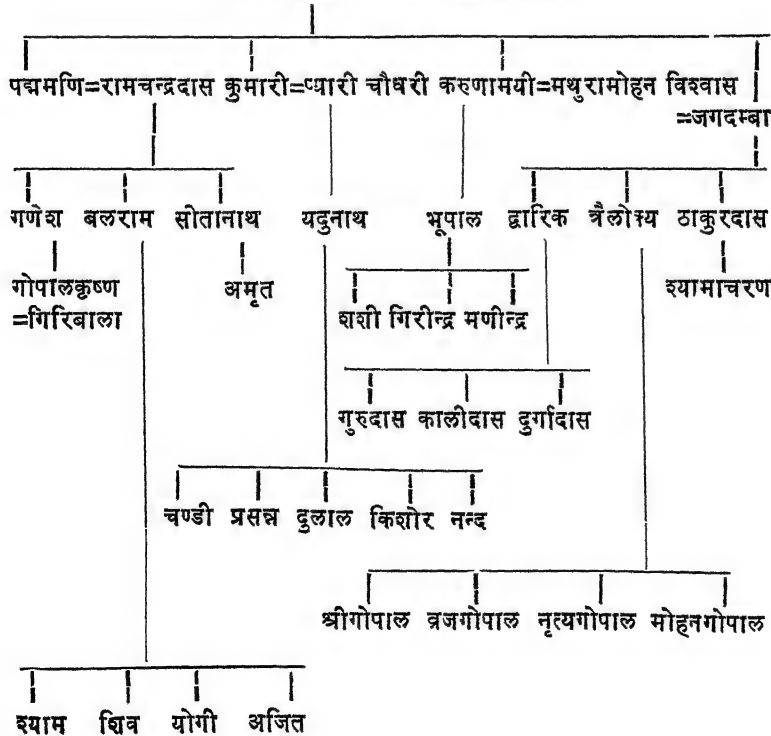 पद्ममणि=रामचन्द्रदास कुमारी=प्यारी चौधरी करुणामयी=मथुरामोहन विश्वास
=जगदम्बा
गणेश बलराम सीतानाथ यदुनाथ भूपाल द्वारिक त्रैलोक्य ठाकुरदास
गोपालकृष्ण अमृत श्यामाचरण
=गिरिबाला
शशी गिरीन्द्र मणीन्द्र
गुरुदास कालीदास दुर्गादास
चण्डी प्रसन्न दुलाल किशोर नन्द
श्रीगोपाल व्रजगोपाल नृत्यगोपाल मोहनगोपाल
श्याम शिव योगी अजित